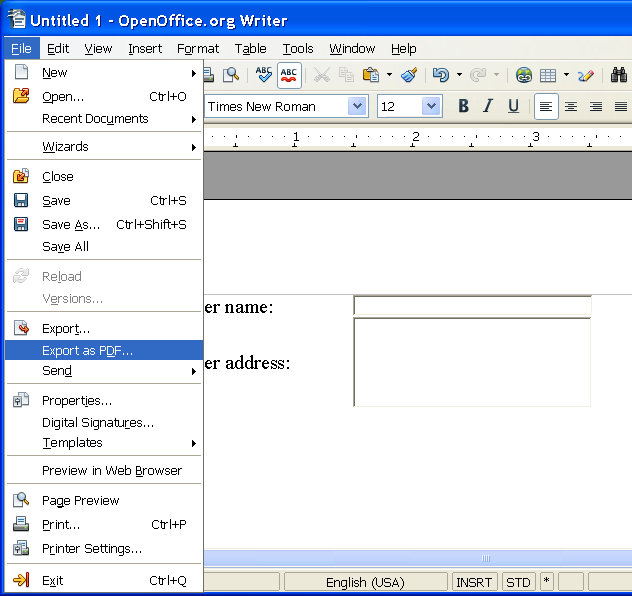 Untitled 1 - OpenOffice.org Writer
File Edit View Insert Format Table Tools Window Help
New
Open... Ctrl+O
Recent Documents
Wizards
Close
Save Ctrl+S
Save As... Ctrl+Shift+S
Save All
Reload
Versions...
Export...
Export as PDF...
Send
Properties...
Digital Signatures...
Templates
Preview in Web Browser
Page Preview
Print... Ctrl+P
Printer Settings...
Exit Ctrl+Q
ABC ABC
Times New Roman 12 B I U
1 2 3
er name:
er address:
English (USA) INSRT STD *